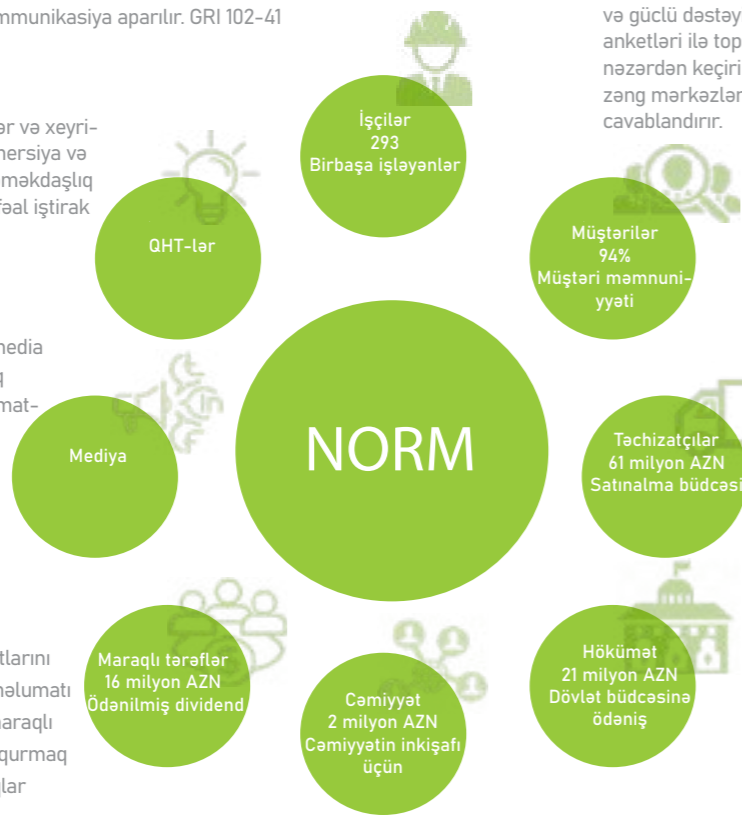 mmunikasiya aparılır. GRI 102-41
və güclü dəstəy
anketləri ilə top
nəzərdən keçiri
zəng mərkəzlər
cavablandırır.
ər və xeyri-
mersiya və
əməkdaşlıq
fəal iştirak
İşçilər
293
Birbaşa işləyənlər
QHT-lər
Müştərilər
94%
Müştəri məmnuni-
yyəti
media
q
mat-
Mediya
NORM
Təchizatçılar
61 milyon AZN
Satınalma büdcəsi
tlarını
məlumatı
maraqlı
qurmaq
qlar
Maraqlı tərəflər
16 milyon AZN
Ödənilmiş dividend
Cəmiyyət
2 milyon AZN
Cəmiyyətin inkişafı
üçün
Hökümət
21 milyon AZN
Dövlət büdcəsinə
ödəniş